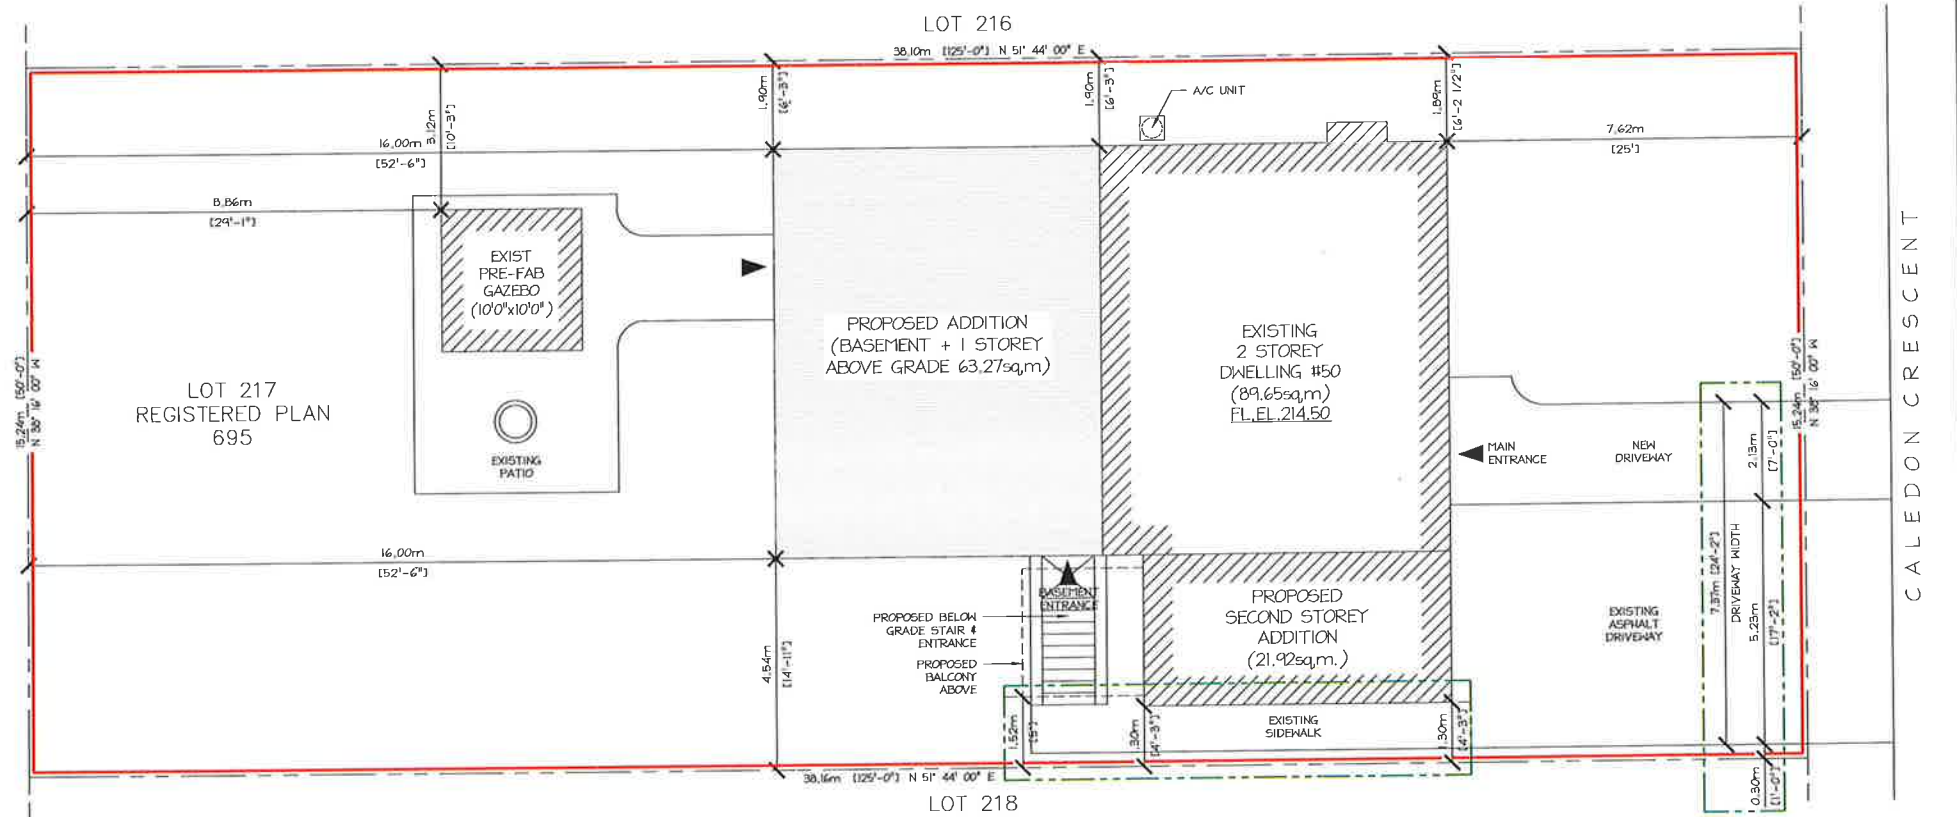 LOT 216
38.10m [125'-0"] N 51° 44' 00" E
3.12m
[10'-3"]
1.90m
[6'-3"]
1.90m
[6'-3"]
A/C UNIT
1.89m
[6'-2 1/2"]
7.62m
[25']
16.00m
[52'-6"]
8.86m
[29'-1"]
EXIST
PRE-FAB
GAZEBO
(10'0"x10'0")
PROPOSED ADDITION
(BASEMENT + 1 STOREY
ABOVE GRADE 63.27sq.m)
EXISTING
2 STOREY
DWELLING #50
(89.65sq.m)
FL.EL.214.50
LOT 217
REGISTERED PLAN
695
15.24m [50'-0"]
N 38° 16' 00" W
EXISTING
PATIO
MAIN
ENTRANCE
NEW
DRIVEWAY
2.13m
[7'-0"]
15.24m [50'-0"]
N 38° 16' 00" W
CALEDON CRESCENT
16.00m
[52'-6"]
BASEMENT
ENTRANCE
PROPOSED BELOW
GRADE STAIR &
ENTRANCE
PROPOSED
BALCONY
ABOVE
PROPOSED
SECOND STOREY
ADDITION
(21.92sq.m.)
EXISTING
ASPHALT
DRIVEWAY
7.37m [24'-2"]
DRIVEWAY WIDTH
5.23m
[17'-2"]
4.54m
[14'-11"]
1.52m
[5']
1.30m
[4'-3"]
EXISTING
SIDEWALK
1.30m
[4'-3"]
0.30m
[1'-0"]
38.16m [125'-0"] N 51° 44' 00" E
LOT 218